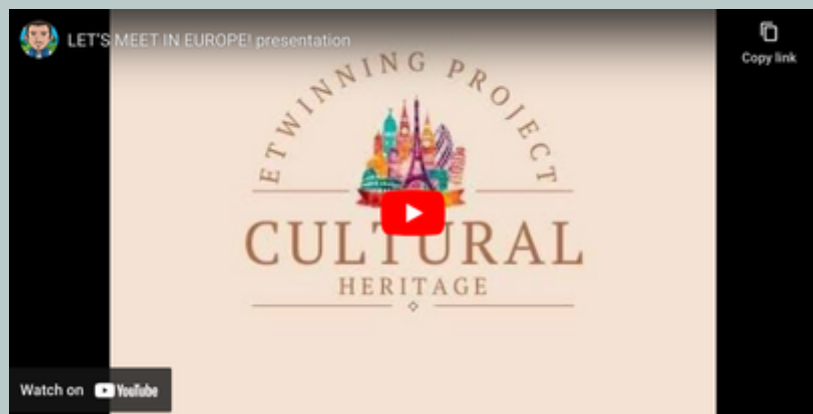 LET'S MEET IN EUROPE! presentation
Copy link
ETWINNING PROJECT
CULTURAL
HERITAGE
Watch on YouTube